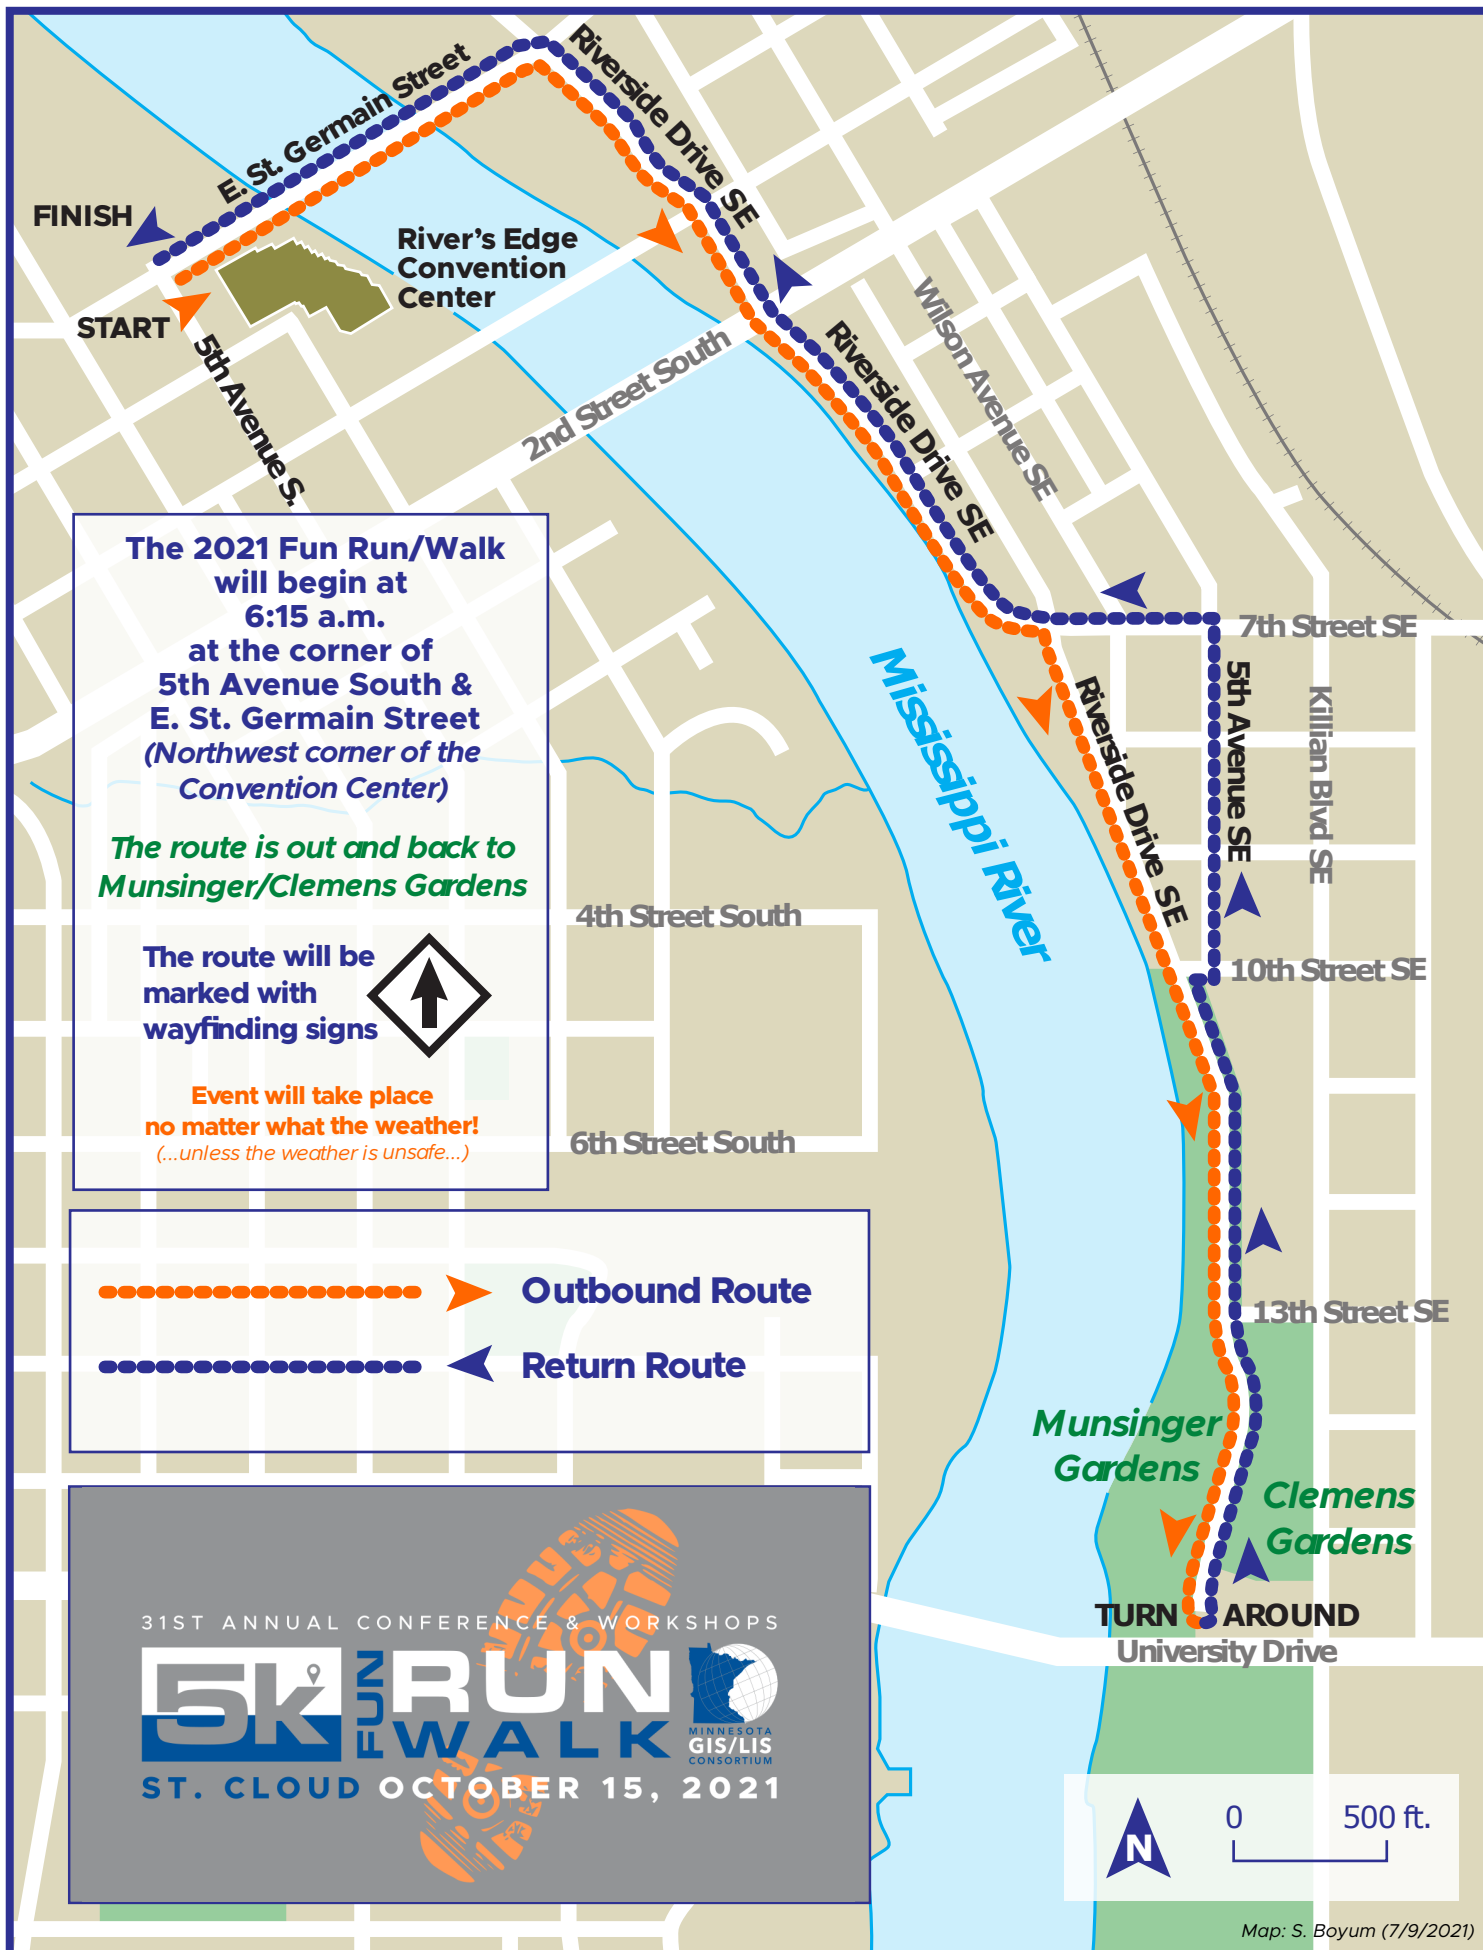 E. St. Germain Street
Riverside Drive SE
FINISH
River's Edge
Convention
Center
START
5th Avenue S.
2nd Street South
Wilson Avenue SE
Riverside Drive SE
The 2021 Fun Run/Walk
will begin at
6:15 a.m.
at the corner of
5th Avenue South &
E. St. Germain Street
(Northwest corner of the
Convention Center)
The route is out and back to
Munsinger/Clemens Gardens
The route will be
marked with
wayfinding signs
Event will take place
no matter what the weather!
(...unless the weather is unsafe...)
7th Street SE
Mississippi River
Riverside Drive SE
5th Avenue SE
Killian Blvd SE
4th Street South
10th Street SE
6th Street South
Outbound Route
Return Route
13th Street SE
Munsinger
Gardens
Clemens
Gardens
TURN AROUND
University Drive
31ST ANNUAL CONFERENCE & WORKSHOPS
5K FUN RUN
WALK
MINNESOTA
GIS/LIS
CONSORTIUM
ST. CLOUD OCTOBER 15, 2021
N
0 500 ft.
Map: S. Boyum (7/9/2021)